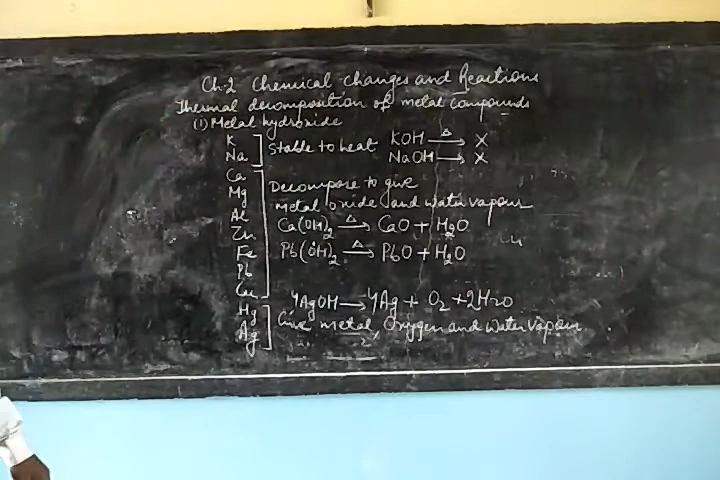 Ch.2 Chemical changes and Reactions
Thermal decomposition of metal compounds
(1) Metal hydroxide
K
Na
Stable to heat KOH —Δ→ X
NaOH → X
Ca
Mg
Al
Zn
Fe
Pb
Cu
Decompose to give
metal oxide and water vapour
Ca(OH)₂ —Δ→ CaO + H₂O
Pb(OH)₂ —Δ→ PbO + H₂O
4AgOH → 4Ag + O₂ + 2H₂O
Hg
Ag
Give metal, Oxygen and Water vapour